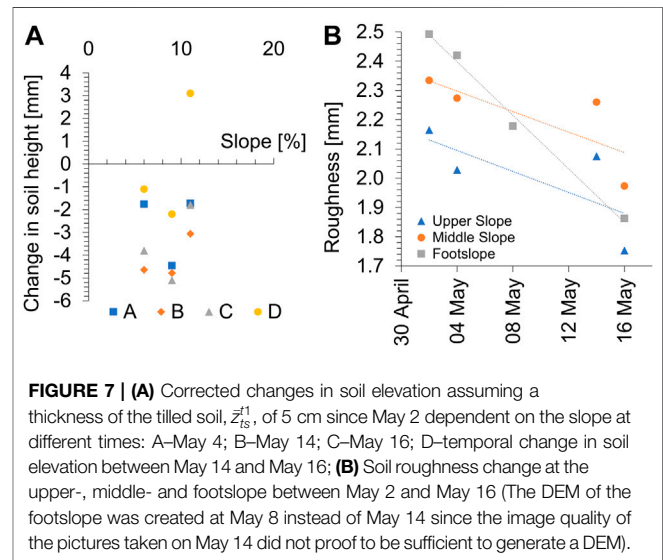 A
0 10 20
4
3
2
1
0
-1
-2
-3
-4
-5
-6
Change in soil height [mm]
Slope [%]
A B C D
B
2.5
2.4
2.3
2.2
2.1
2.0
1.9
1.8
1.7
Roughness [mm]
Upper Slope
Middle Slope
Footslope
30 April
04 May
08 May
12 May
16 May
FIGURE 7 | (A) Corrected changes in soil elevation assuming a
thickness of the tilled soil, z̄ₜₛᵗ¹, of 5 cm since May 2 dependent on the slope at
different times: A–May 4; B–May 14; C–May 16; D–temporal change in soil
elevation between May 14 and May 16; (B) Soil roughness change at the
upper-, middle- and footslope between May 2 and May 16 (The DEM of the
footslope was created at May 8 instead of May 14 since the image quality of
the pictures taken on May 14 did not proof to be sufficient to generate a DEM).